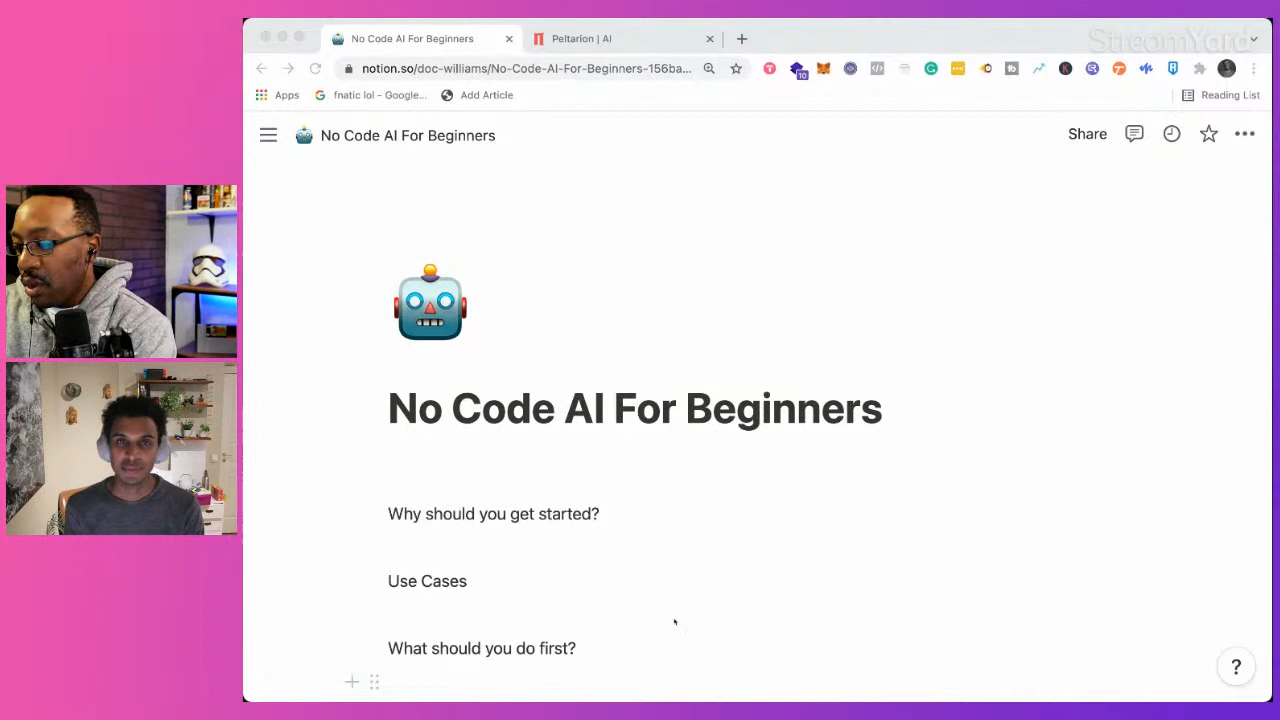 StreamYard
No Code AI For Beginners
Peltarion | AI
notion.so/doc-williams/No-Code-AI-For-Beginners-156ba...
10
Apps
fnatic lol - Google...
Add Article
Reading List
No Code AI For Beginners
Share
No Code AI For Beginners
Why should you get started?
Use Cases
What should you do first?
?